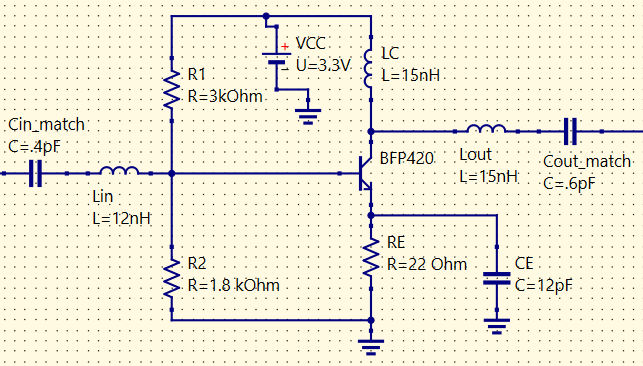 VCC
U=3.3V
LC
L=15nH
R1
R=3kOhm
Cin_match
C=.4pF
BFP420
Lout
L=15nH
Cout_match
C=.6pF
Lin
L=12nH
R2
R=1.8 kOhm
RE
R=22 Ohm
CE
C=12pF